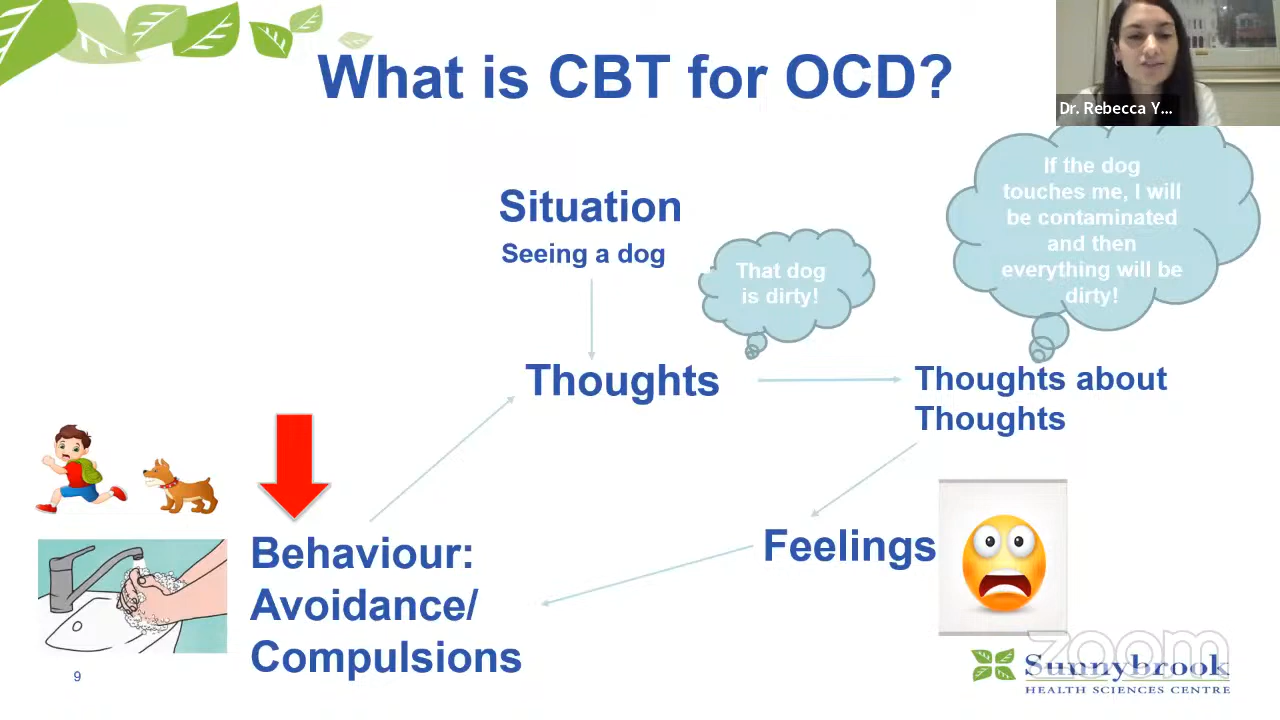 What is CBT for OCD?
Dr. Rebecca Y...
If the dog
touches me, I will
be contaminated
and then
everything will be
dirty!
Situation
Seeing a dog
That dog
is dirty!
Thoughts
Thoughts about
Thoughts
Feelings
Behaviour:
Avoidance/
Compulsions
9
zoom
Sunnybrook
HEALTH SCIENCES CENTRE